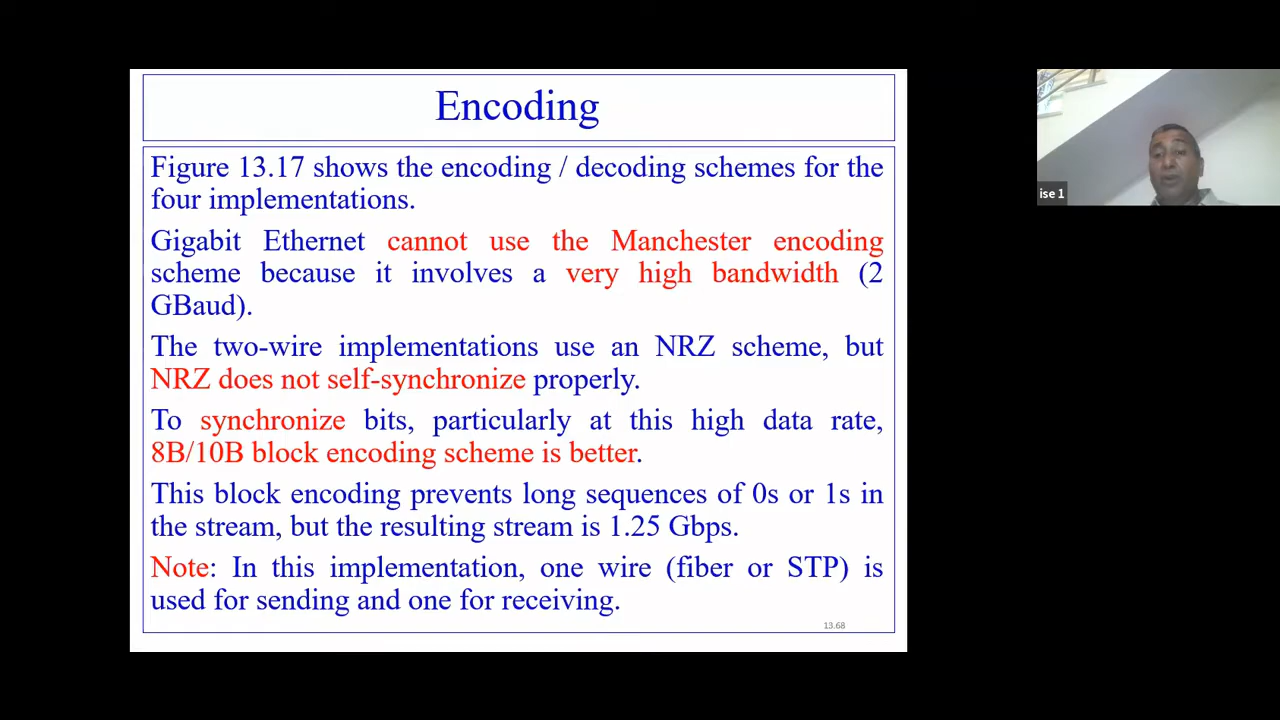 Encoding
Figure 13.17 shows the encoding / decoding schemes for the
four implementations.
Gigabit Ethernet cannot use the Manchester encoding
scheme because it involves a very high bandwidth (2
GBaud).
The two-wire implementations use an NRZ scheme, but
NRZ does not self-synchronize properly.
To synchronize bits, particularly at this high data rate,
8B/10B block encoding scheme is better.
This block encoding prevents long sequences of 0s or 1s in
the stream, but the resulting stream is 1.25 Gbps.
Note: In this implementation, one wire (fiber or STP) is
used for sending and one for receiving.
13.68
ise 1